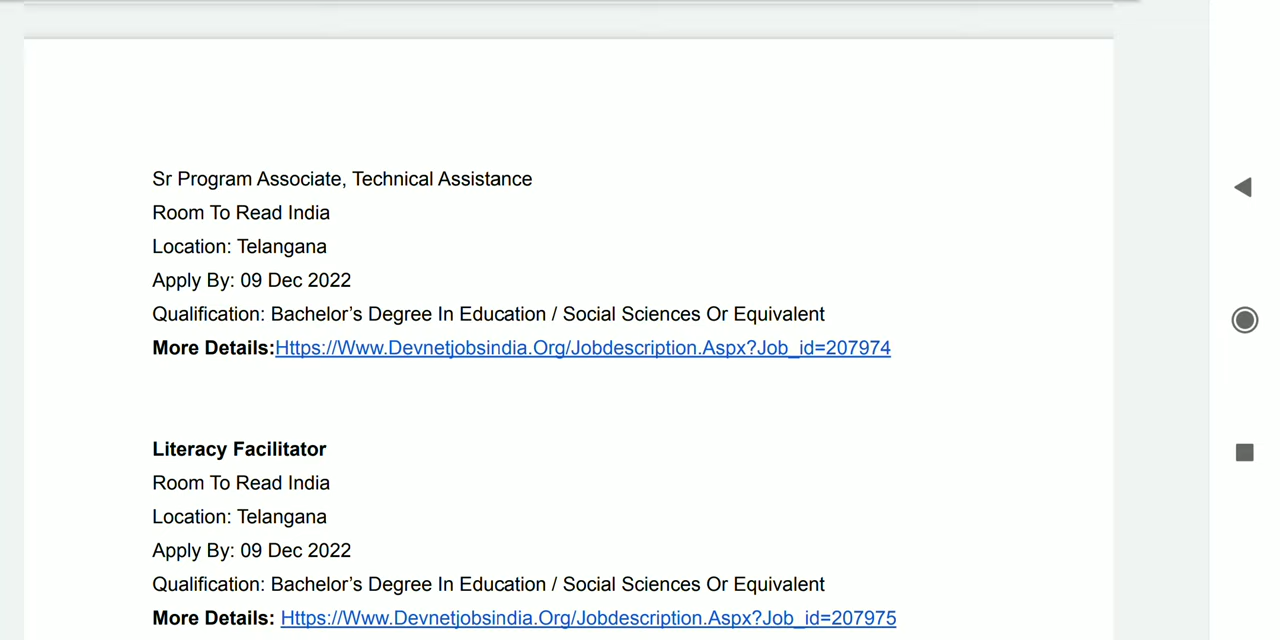 Sr Program Associate, Technical Assistance
Room To Read India
Location: Telangana
Apply By: 09 Dec 2022
Qualification: Bachelor’s Degree In Education / Social Sciences Or Equivalent
More Details:Https://Www.Devnetjobsindia.Org/Jobdescription.Aspx?Job_id=207974
Literacy Facilitator
Room To Read India
Location: Telangana
Apply By: 09 Dec 2022
Qualification: Bachelor’s Degree In Education / Social Sciences Or Equivalent
More Details: Https://Www.Devnetjobsindia.Org/Jobdescription.Aspx?Job_id=207975